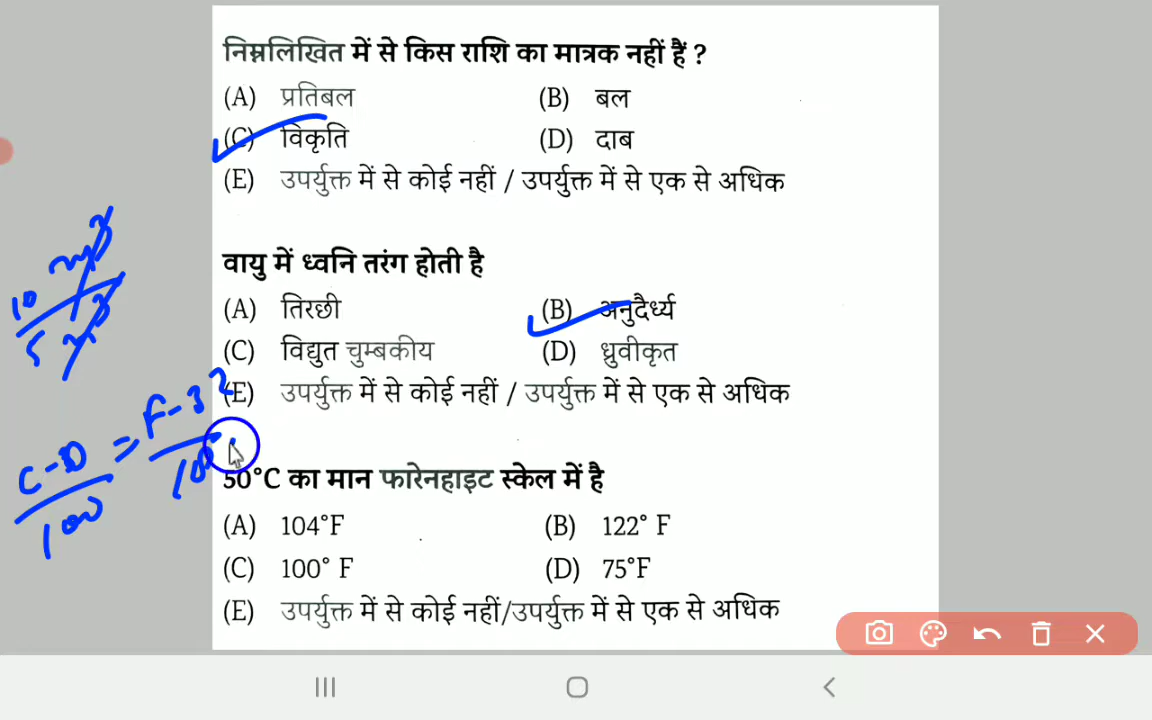 निम्नलिखित में से किस राशि का मात्रक नहीं हैं ?
(A) प्रतिबल (B) बल
(C) विकृति (D) दाब
(E) उपर्युक्त में से कोई नहीं / उपर्युक्त में से एक से अधिक
वायु में ध्वनि तरंग होती है
(A) तिरछी (B) अनुदैर्ध्य
(C) विद्युत चुम्बकीय (D) ध्रुवीकृत
(E) उपर्युक्त में से कोई नहीं / उपर्युक्त में से एक से अधिक
C-0/100 = F-32
50°C का मान फारेनहाइट स्केल में है
(A) 104°F (B) 122° F
(C) 100° F (D) 75°F
(E) उपर्युक्त में से कोई नहीं/उपर्युक्त में से एक से अधिक